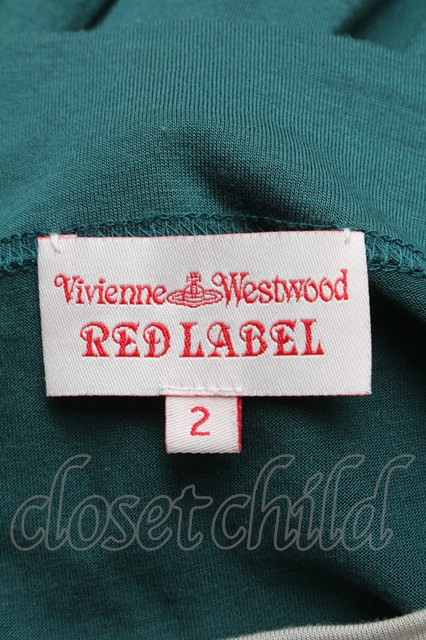 Vivienne Westwood
RED LABEL
2
closet child